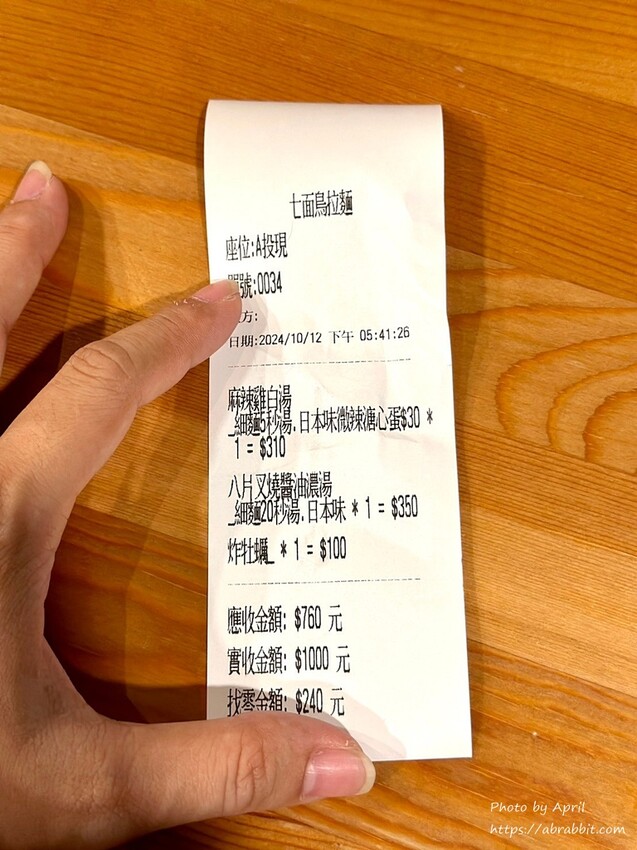 七面鳥拉麵
座位:A投現
單號:0034
方:
日期:2024/10/12 下午 05:41:26
麻辣雞白湯
_細麵5秒湯.日本味微辣溏心蛋$30 *
1 = $310
八片叉燒醬油濃湯
_細麵20秒湯.日本味 * 1 = $350
炸牡蠣_ * 1 = $100
應收金額: $760 元
實收金額: $1000 元
找零金額: $240 元
Photo by April
https://abrabbit.com